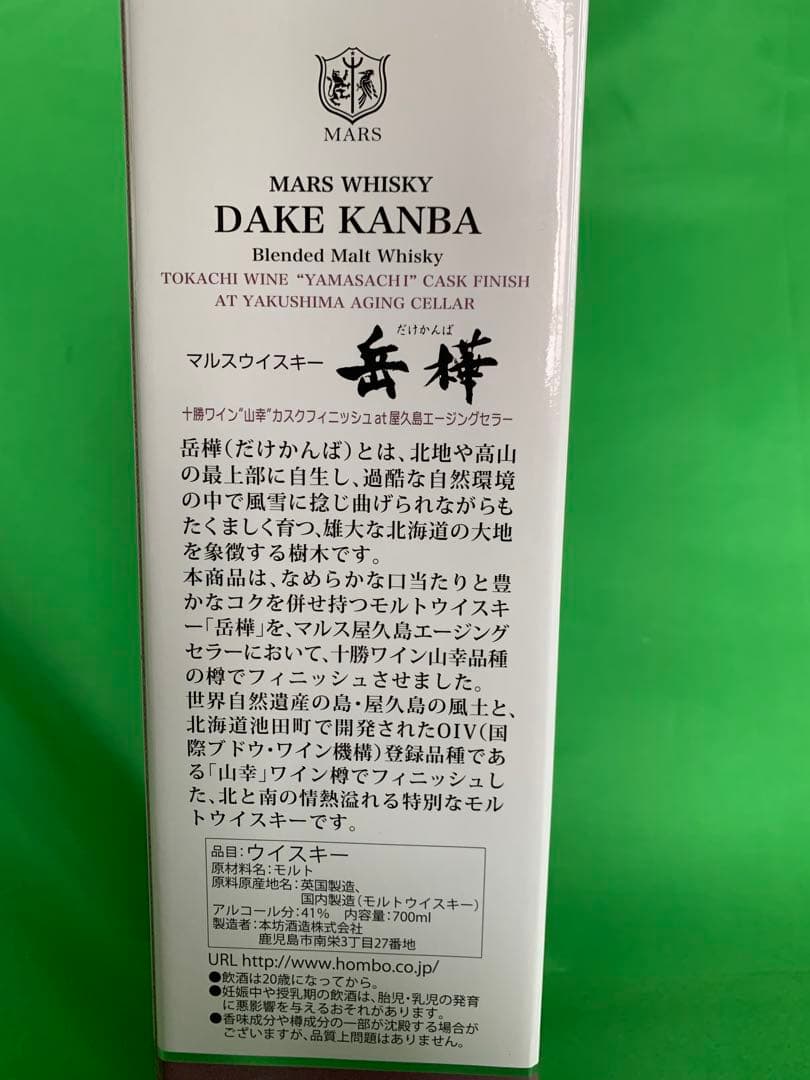 MARS
MARS WHISKY
DAKE KANBA
Blended Malt Whisky
TOKACHI WINE “YAMASACHI” CASK FINISH
AT YAKUSHIMA AGING CELLAR
だけかんば
マルスウイスキー 岳樺
十勝ワイン“山幸”カスクフィニッシュat屋久島エージングセラー
岳樺(だけかんば)とは、北地や高山
の最上部に自生し、過酷な自然環境
の中で風雪に捻じ曲げられながらも
たくましく育つ、雄大な北海道の大地
を象徴する樹木です。
本商品は、なめらかな口当たりと豊
かなコクを併せ持つモルトウイスキ
ー「岳樺」を、マルス屋久島エージング
セラーにおいて、十勝ワイン山幸品種
の樽でフィニッシュさせました。
世界自然遺産の島・屋久島の風土と、
北海道池田町で開発されたOIV(国
際ブドウ・ワイン機構)登録品種であ
る「山幸」ワイン樽でフィニッシュし
た、北と南の情熱溢れる特別なモル
トウイスキーです。
品目:ウイスキー
原材料名:モルト
原料原産地名:英国製造、
国内製造(モルトウイスキー)
アルコール分:41% 内容量:700ml
製造者:本坊酒造株式会社
鹿児島市南栄3丁目27番地
URL http://www.hombo.co.jp/
●飲酒は20歳になってから。
●妊娠中や授乳期の飲酒は、胎児・乳児の発育
に悪影響を与えるおそれがあります。
●香味成分や樽成分の一部が沈殿する場合が
ございますが、品質上問題はありません。